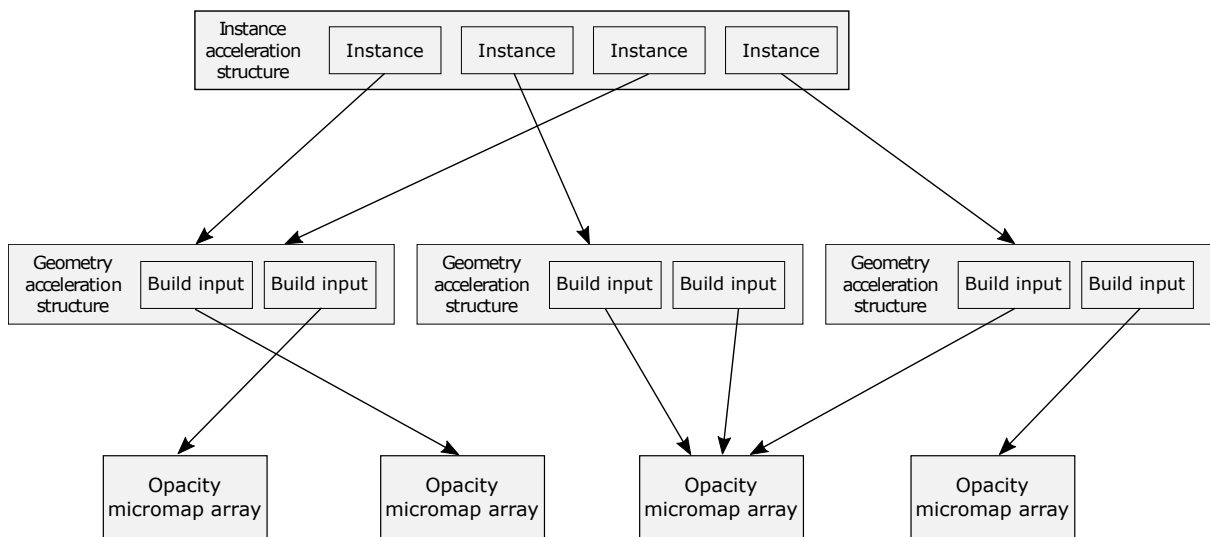 Instance
acceleration
structure
Instance
Instance
Instance
Instance
Geometry
acceleration
structure
Build input
Build input
Geometry
acceleration
structure
Build input
Build input
Geometry
acceleration
structure
Build input
Build input
Opacity
micromap array
Opacity
micromap array
Opacity
micromap array
Opacity
micromap array